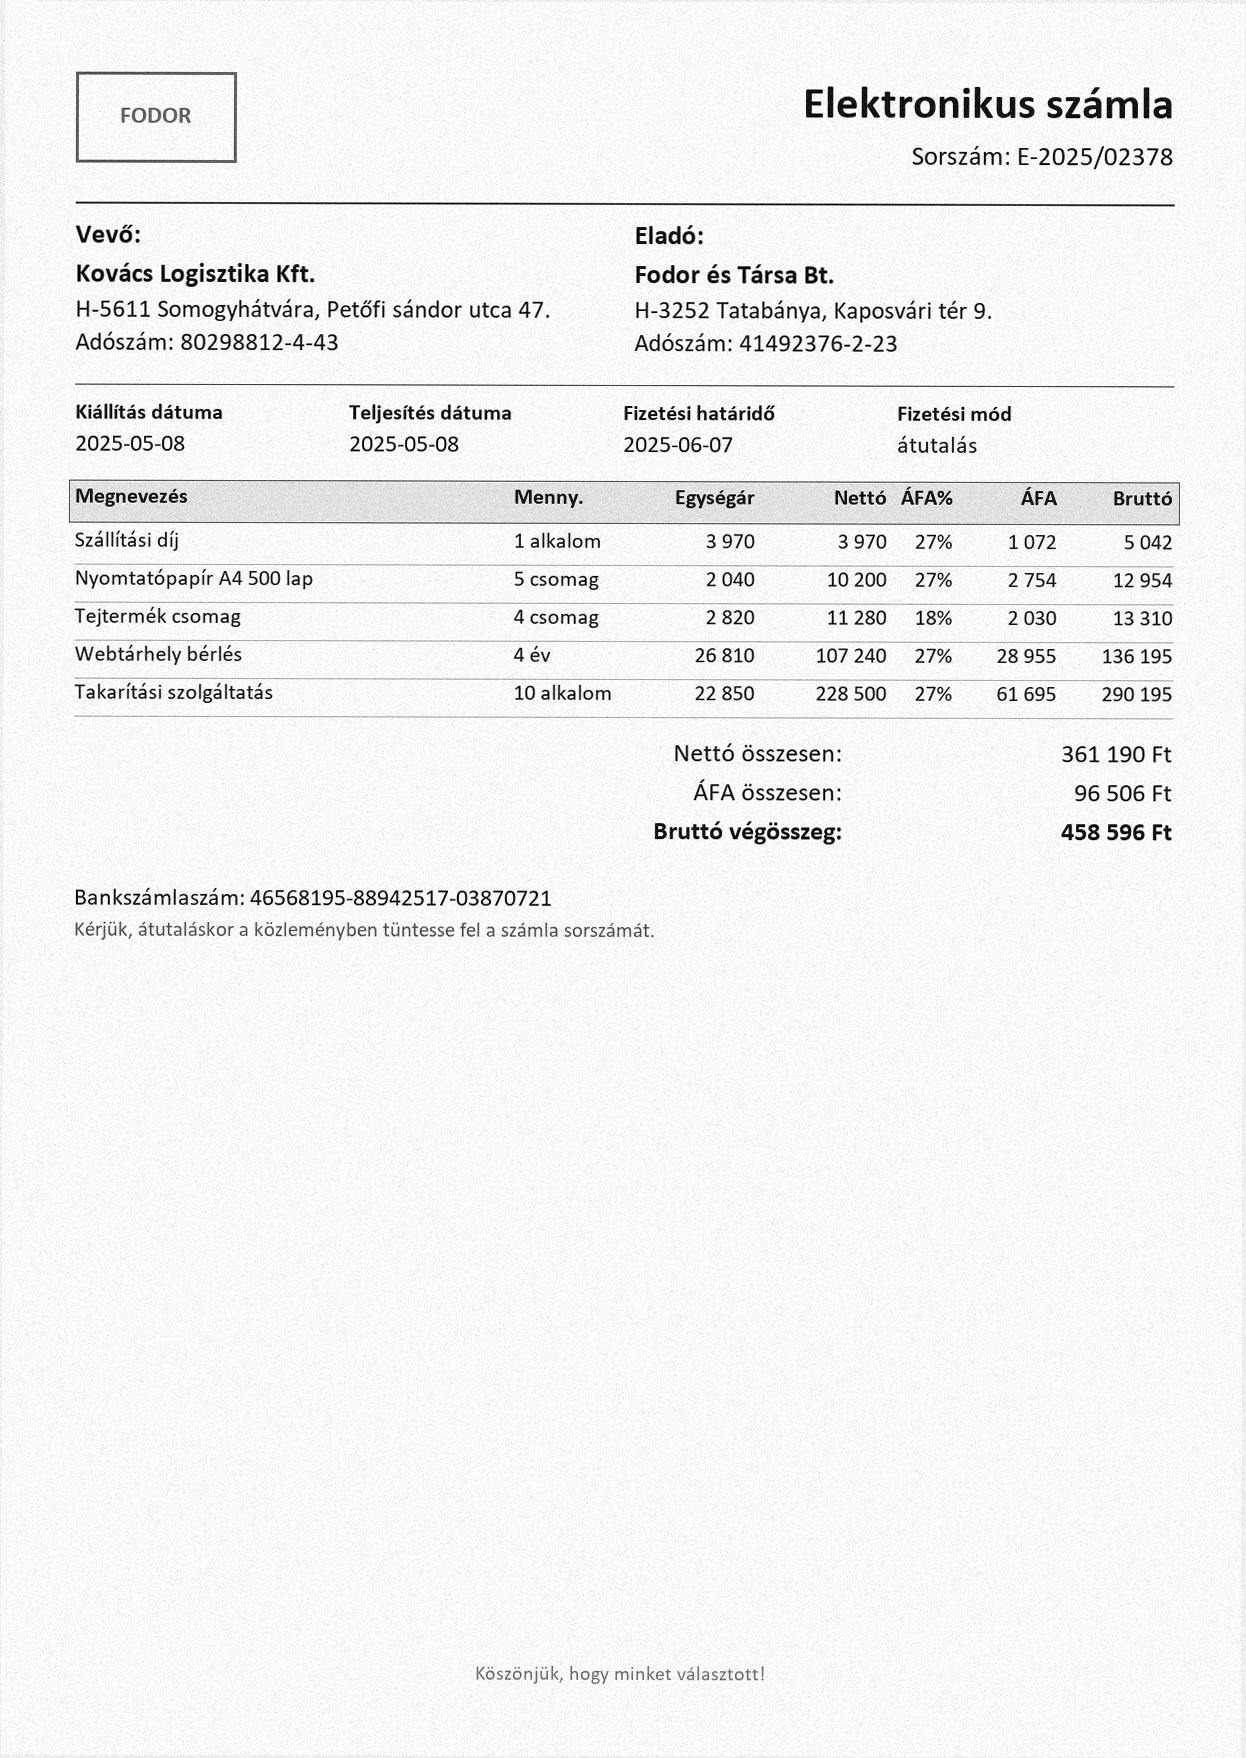 FODOR
Elektronikus számla
Sorszám: E-2025/02378
Vevő:
Kovács Logisztika Kft.
H-5611 Somogyhátvára, Petőfi sándor utca 47.
Adószám: 80298812-4-43
Eladó:
Fodor és Társa Bt.
H-3252 Tatabánya, Kaposvári tér 9.
Adószám: 41492376-2-23
Kiállítás dátuma Teljesítés dátuma Fizetési határidő Fizetési mód
2025-05-08 2025-05-08 2025-06-07 átutalás
Megnevezés Menny. Egységár Nettó ÁFA% ÁFA Bruttó
Szállítási díj 1 alkalom 3 970 3 970 27% 1 072 5 042
Nyomtatópapír A4 500 lap 5 csomag 2 040 10 200 27% 2 754 12 954
Tejtermék csomag 4 csomag 2 820 11 280 18% 2 030 13 310
Webtárhely bérlés 4 év 26 810 107 240 27% 28 955 136 195
Takarítási szolgáltatás 10 alkalom 22 850 228 500 27% 61 695 290 195
Nettó összesen: 361 190 Ft
ÁFA összesen: 96 506 Ft
Bruttó végösszeg: 458 596 Ft
Bankszámlaszám: 46568195-88942517-03870721
Kérjük, átutaláskor a közleményben tüntesse fel a számla sorszámát.
Köszönjük, hogy minket választott!